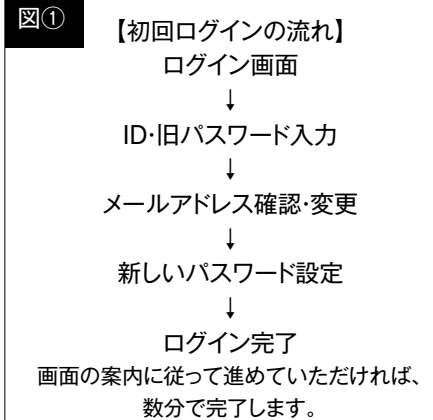 図①
【初回ログインの流れ】
ログイン画面
↓
ID・旧パスワード入力
↓
メールアドレス確認・変更
↓
新しいパスワード設定
↓
ログイン完了
画面の案内に従って進めていただければ、
数分で完了します。